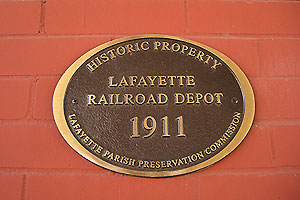 HISTORIC PROPERTY
LAFAYETTE
RAILROAD DEPOT
1911
LAFAYETTE PARISH PRESERVATION COMMISSION